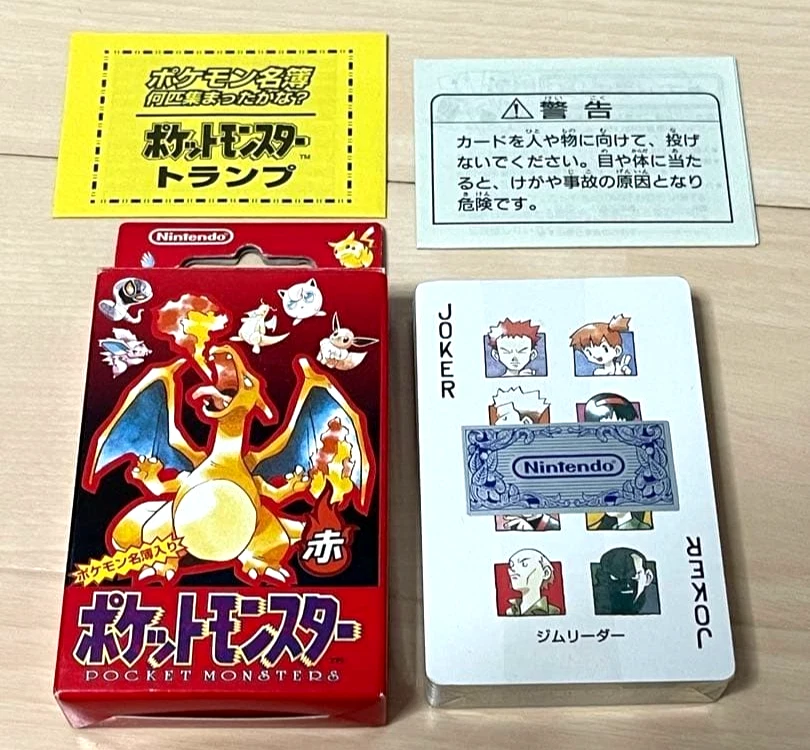 ポケモン名簿
何匹集まったかな?
ポケットモンスター
TM
トランプ
警告
けい こく
カードを人や物に向けて、投げ
ないでください。目や体に当た
ると、けがや事故の原因となり
危険です。
Nintendo
赤
ポケモン名簿入り
ポケットモンスター
POCKET MONSTERS
JOKER
Nintendo
JOKER
ジムリーダー